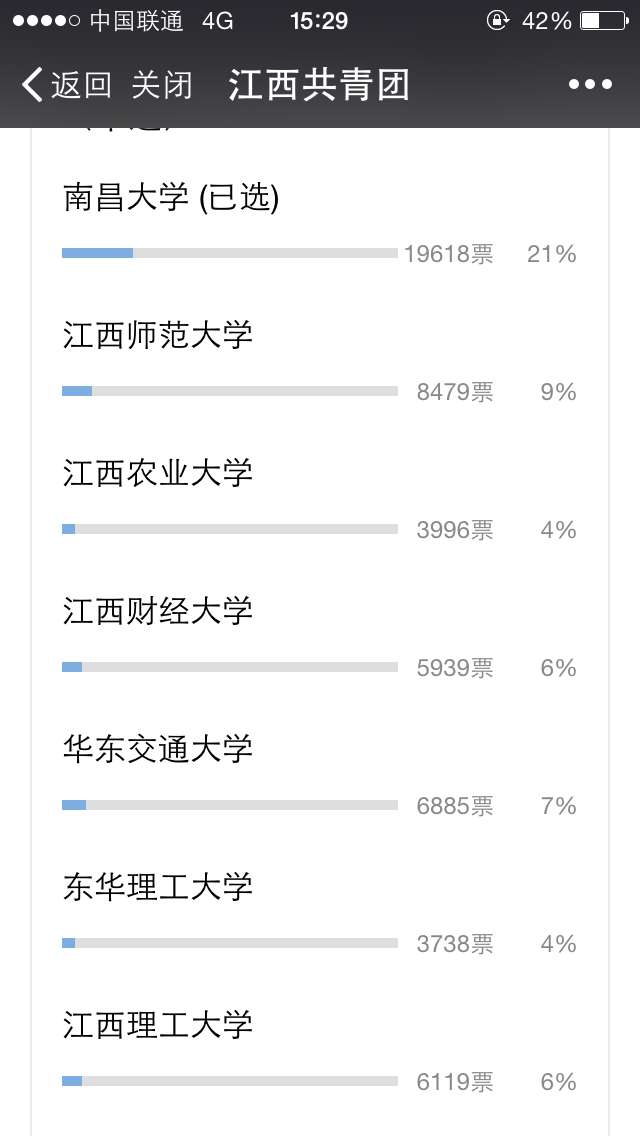 中国联通 4G 15:29 42%
返回 关闭 江西共青团
南昌大学 (已选)
19618票 21%
江西师范大学
8479票 9%
江西农业大学
3996票 4%
江西财经大学
5939票 6%
华东交通大学
6885票 7%
东华理工大学
3738票 4%
江西理工大学
6119票 6%